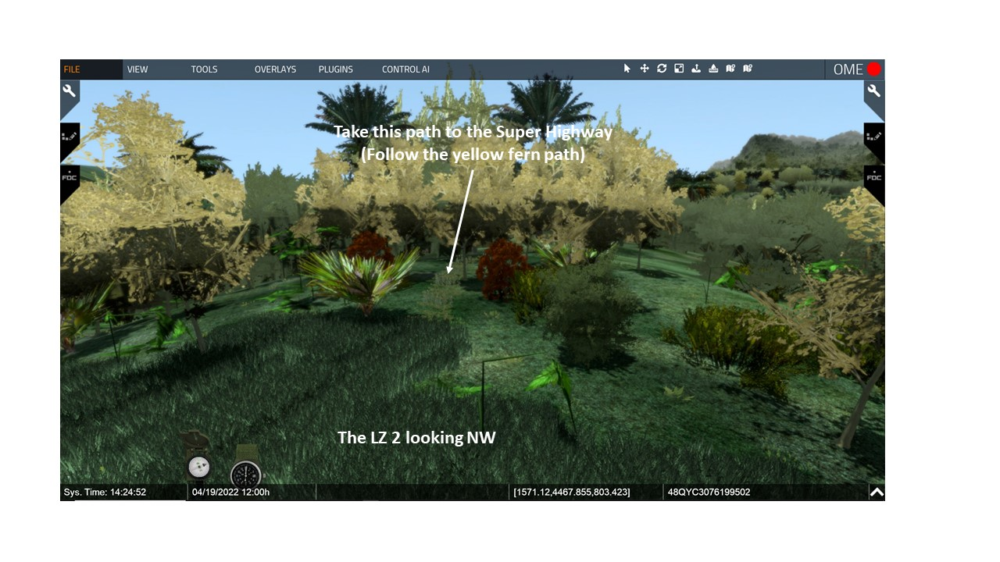 FILE VIEW TOOLS OVERLAYS PLUGINS CONTROL AI OME
FDC FDC
Take this path to the Super Highway
(Follow the yellow fern path)
The LZ 2 looking NW
Sys. Time: 14:24:52 04/19/2022 12:00h [1571.12,4467.855,803.423] 48QYC3076199502